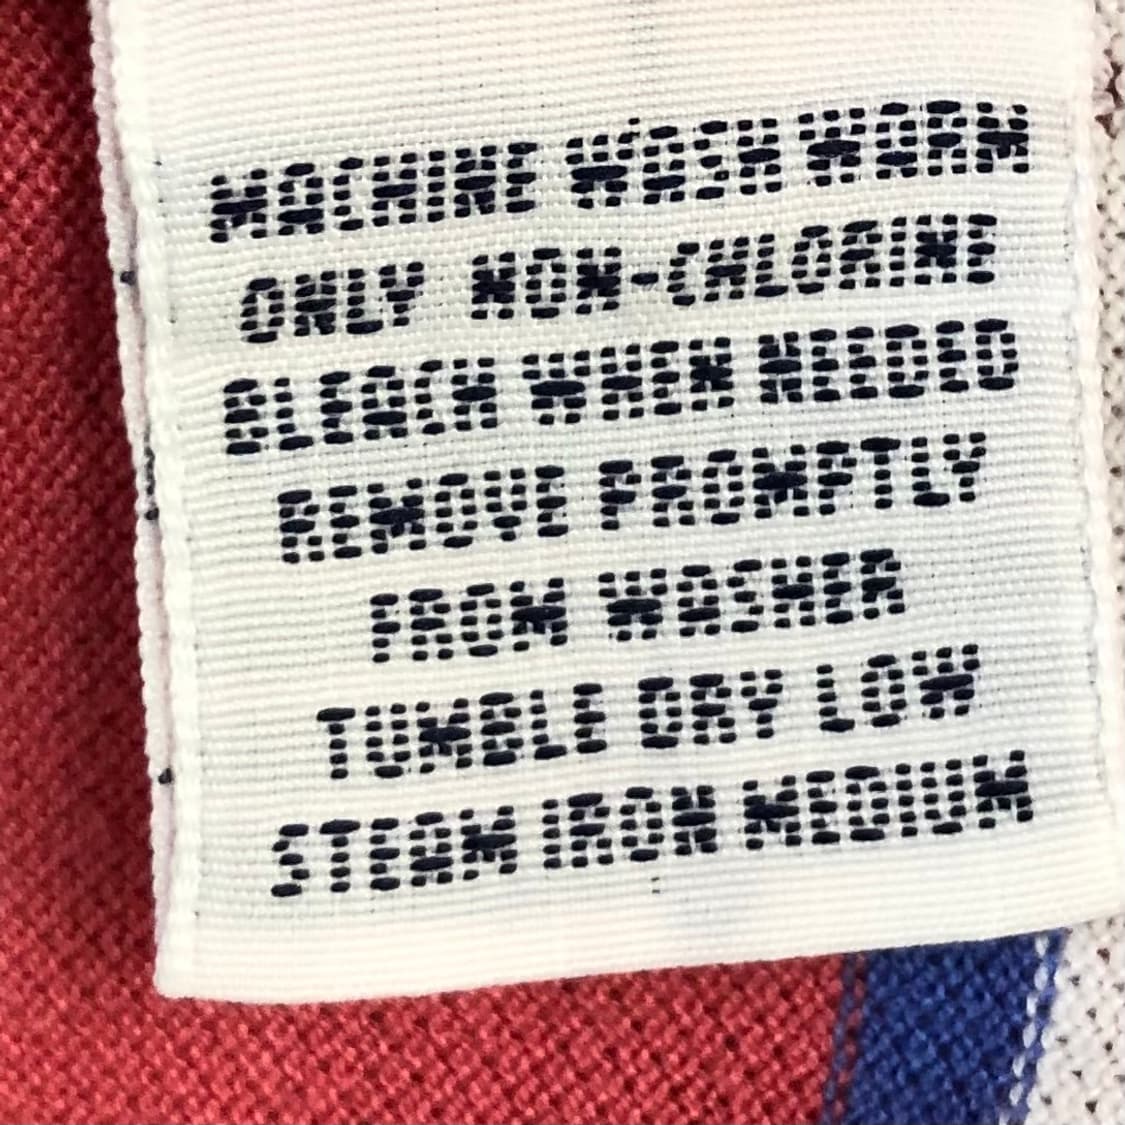 MACHINE WASH WARM
ONLY NON-CHLORINE
BLEACH WHEN NEEDED
REMOVE PROMPTLY
FROM WASHER
TUMBLE DRY LOW
STEAM IRON MEDIUM